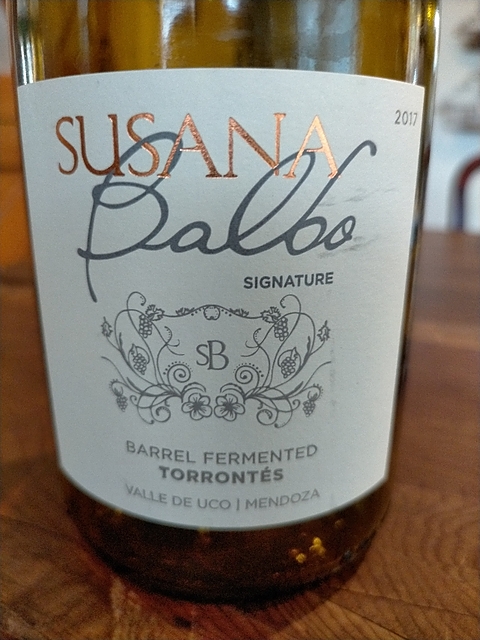 2017
SUSANA
Balbo
SIGNATURE
SB
BARREL FERMENTED
TORRONTÉS
VALLE DE UCO | MENDOZA